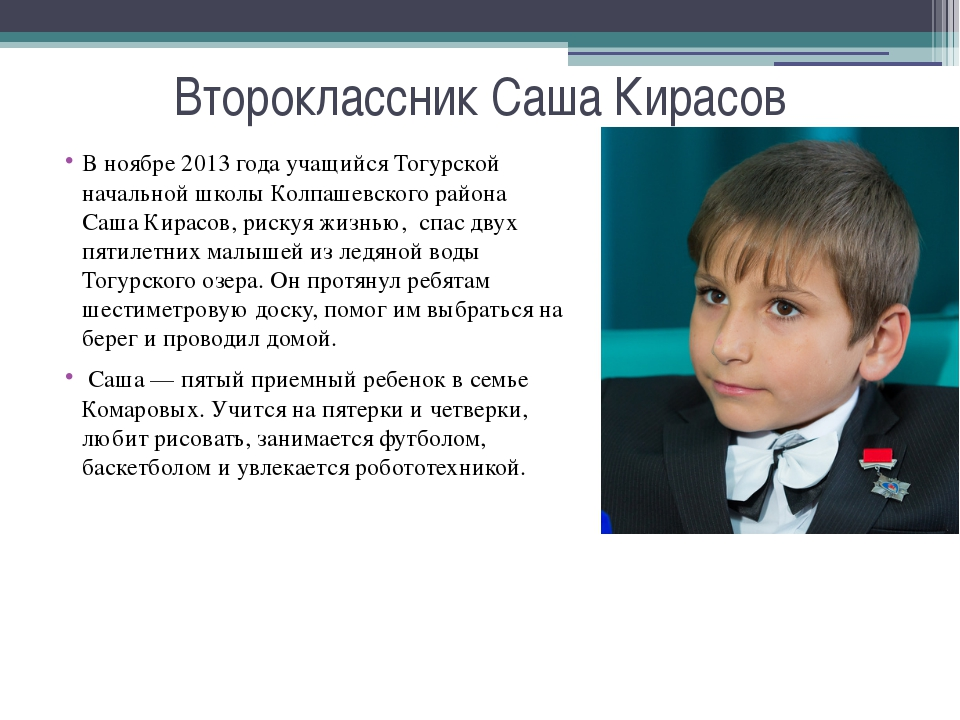 Второклассник Саша Кирасов
• В ноябре 2013 года учащийся Тогурской
начальной школы Колпашевского района
Саша Кирасов, рискуя жизнью, спас двух
пятилетних малышей из ледяной воды
Тогурского озера. Он протянул ребятам
шестиметровую доску, помог им выбраться на
берег и проводил домой.
• Саша — пятый приемный ребенок в семье
Комаровых. Учится на пятерки и четверки,
любит рисовать, занимается футболом,
баскетболом и увлекается робототехникой.